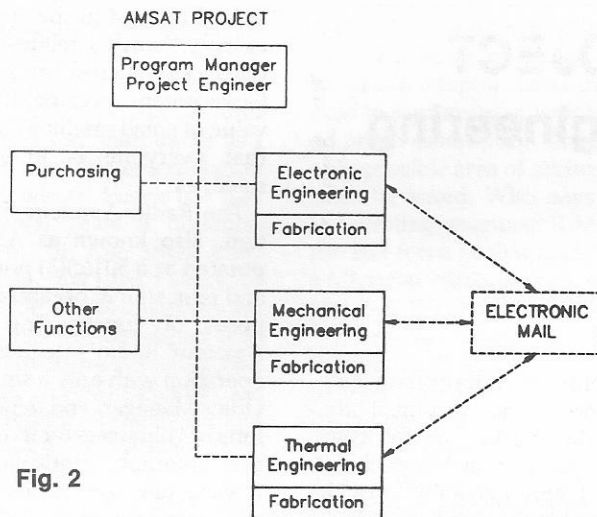 AMSAT PROJECT
Program Manager
Project Engineer
Purchasing
Electronic
Engineering
Fabrication
Other
Functions
Mechanical
Engineering
Fabrication
ELECTRONIC
MAIL
Thermal
Engineering
Fabrication
Fig. 2